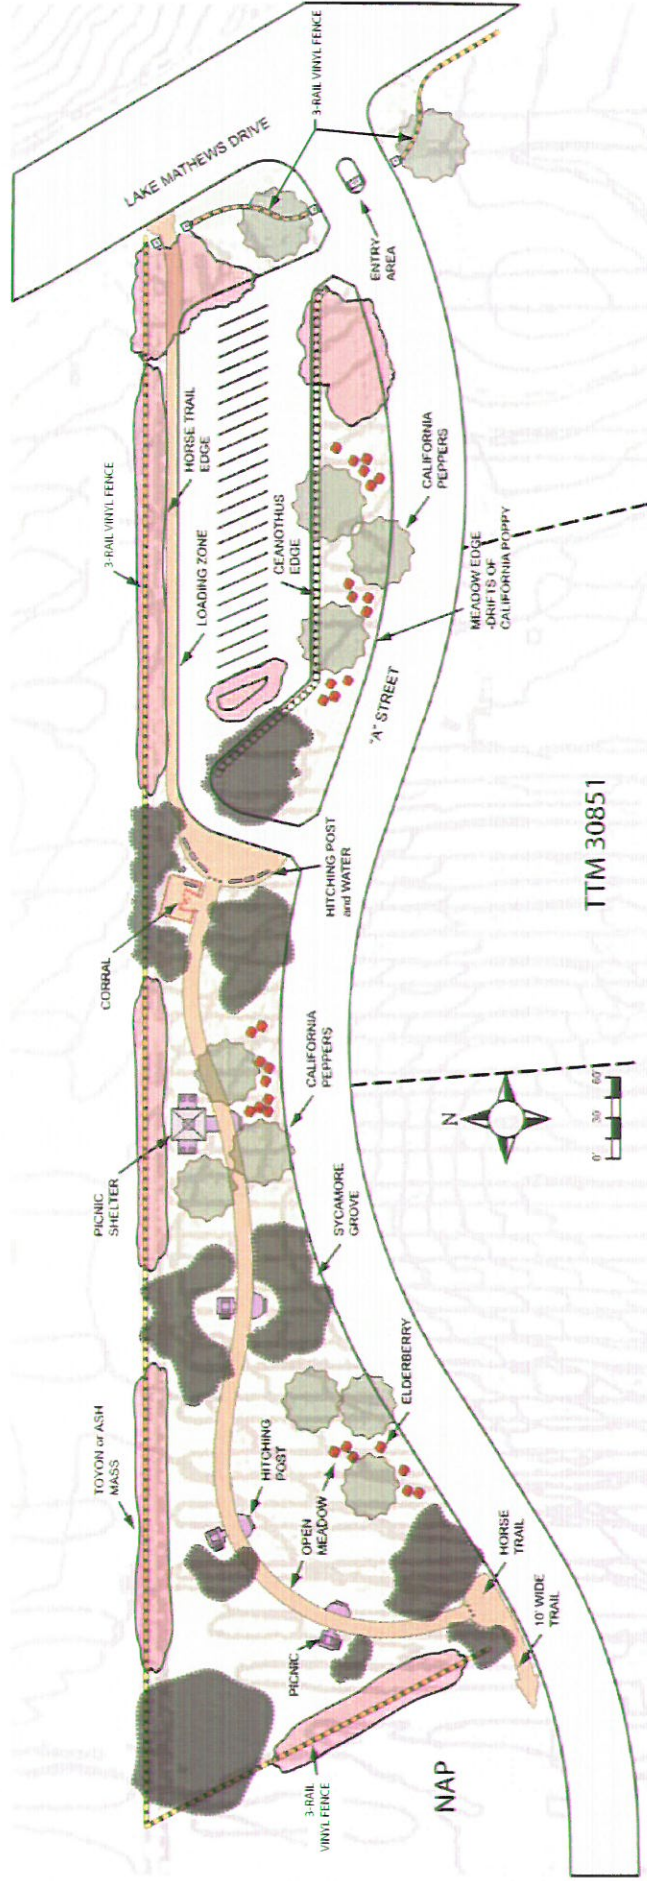 LAKE MATHEWS DRIVE
3-RAIL VINYL FENCE
ENTRY
AREA
3-RAIL VINYL FENCE
HORSE TRAIL
EDGE
LOADING ZONE
CEANOTHUS
EDGE
CALIFORNIA
PEPPERS
MEADOW EDGE
-DRIFTS OF
CALIFORNIA POPPY
"A" STREET
HITCHING POST
and WATER
CORRAL
TTM 30851
CALIFORNIA
PEPPERS
PICNIC
SHELTER
SYCAMORE
GROVE
N
0' 30 60'
ELDERBERRY
TOYON or ASH
MASS
HITCHING
POST
OPEN
MEADOW
HORSE
TRAIL
10' WIDE
TRAIL
PICNIC
3-RAIL
VINYL FENCE
NAP